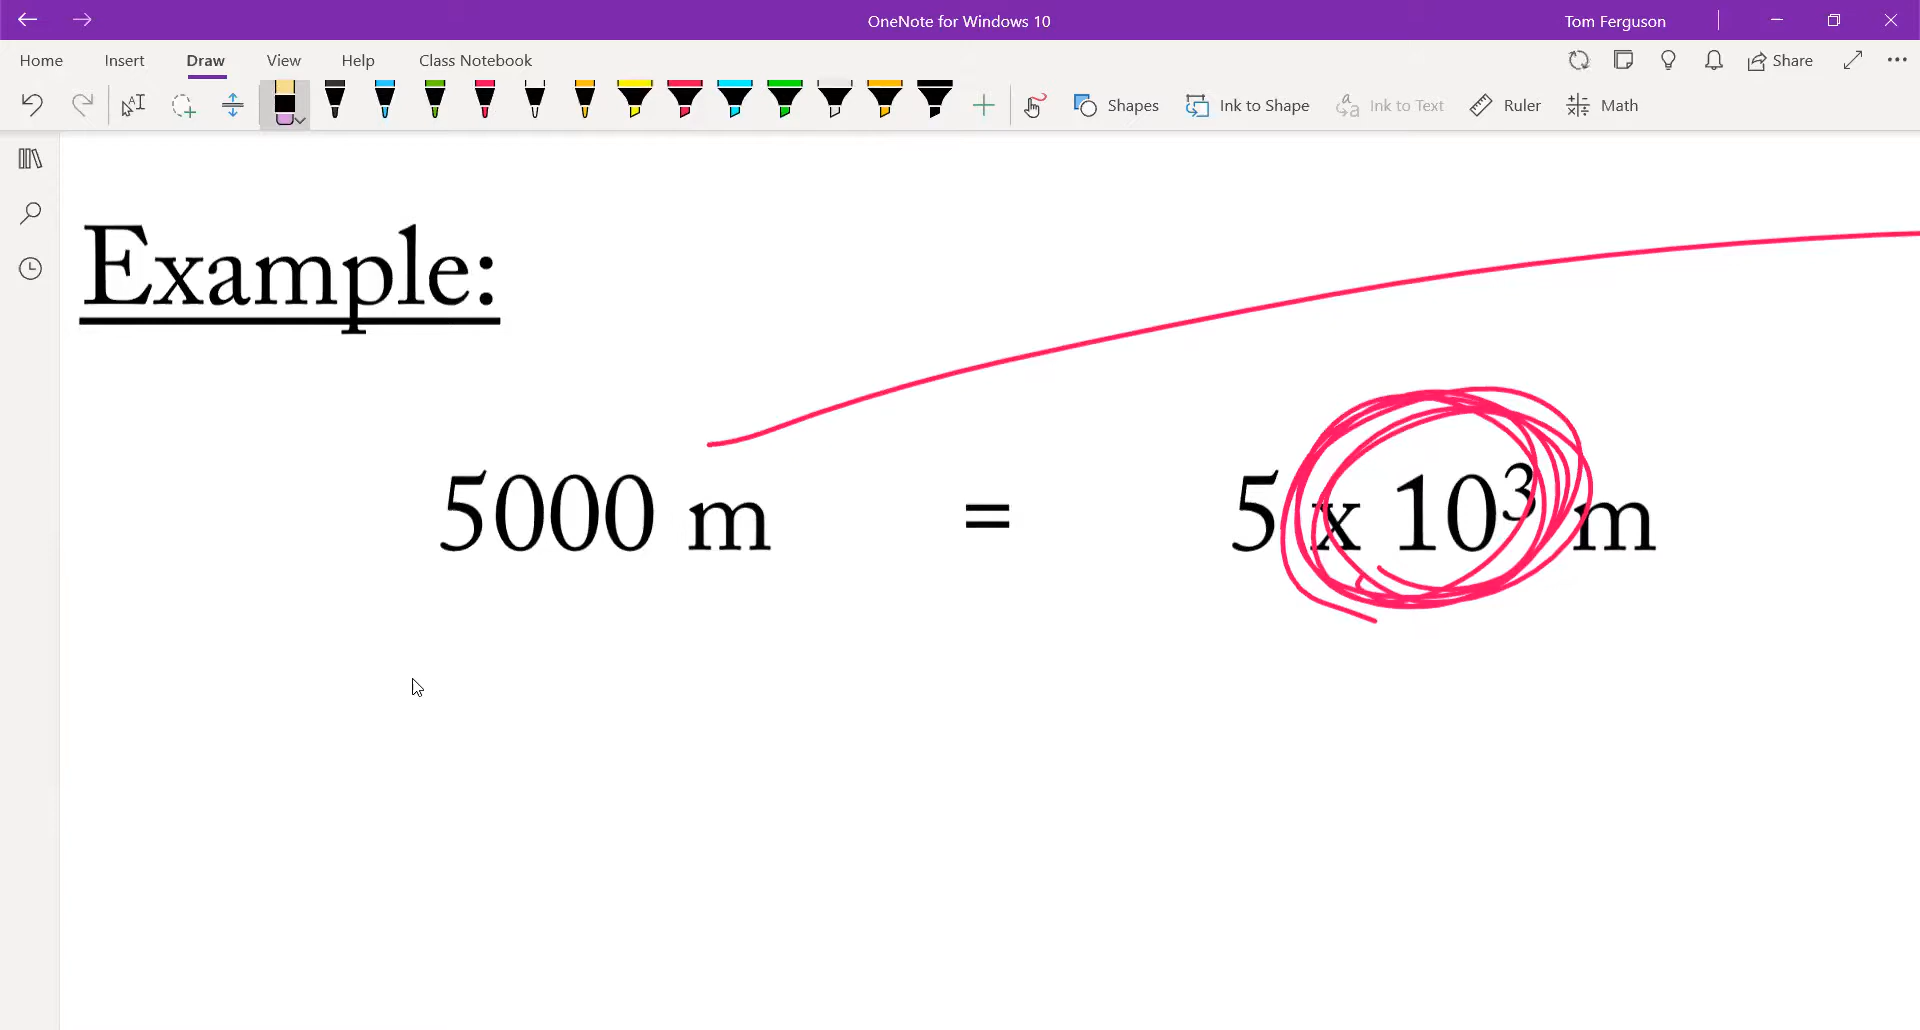 OneNote for Windows 10
Tom Ferguson
Home Insert Draw View Help Class Notebook
Share
Shapes Ink to Shape Ink to Text Ruler Math
Example:
5000 m = 5 x 10³ m